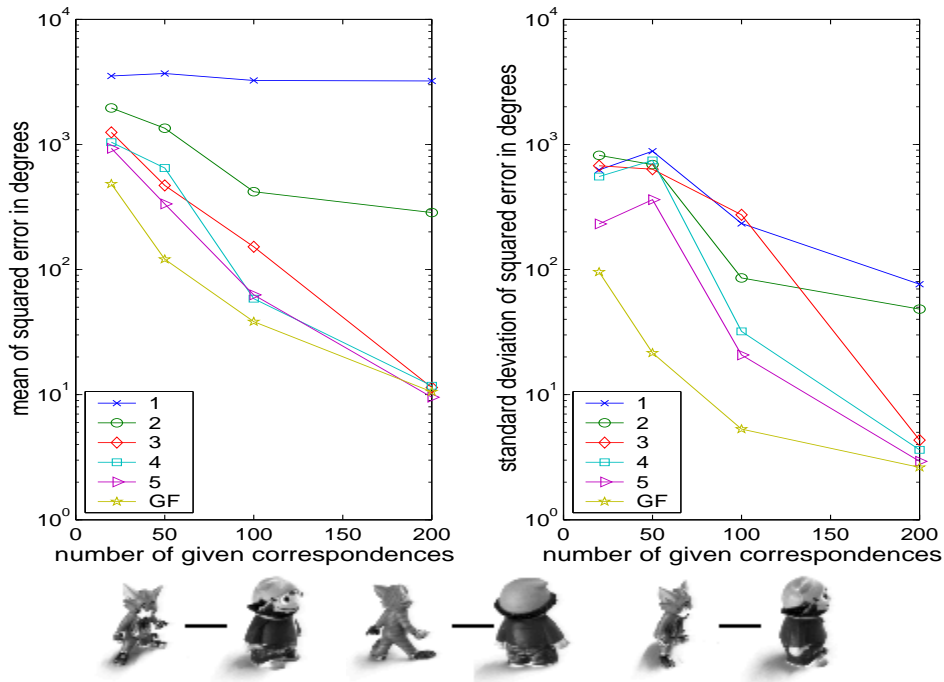 mean of squared error in degrees
10^4
10^3
10^2
10^1
10^0
1
2
3
4
5
GF
0 50 100 150 200
number of given correspondences
standard deviation of squared error in degrees
10^4
10^3
10^2
10^1
10^0
1
2
3
4
5
GF
0 50 100 150 200
number of given correspondences